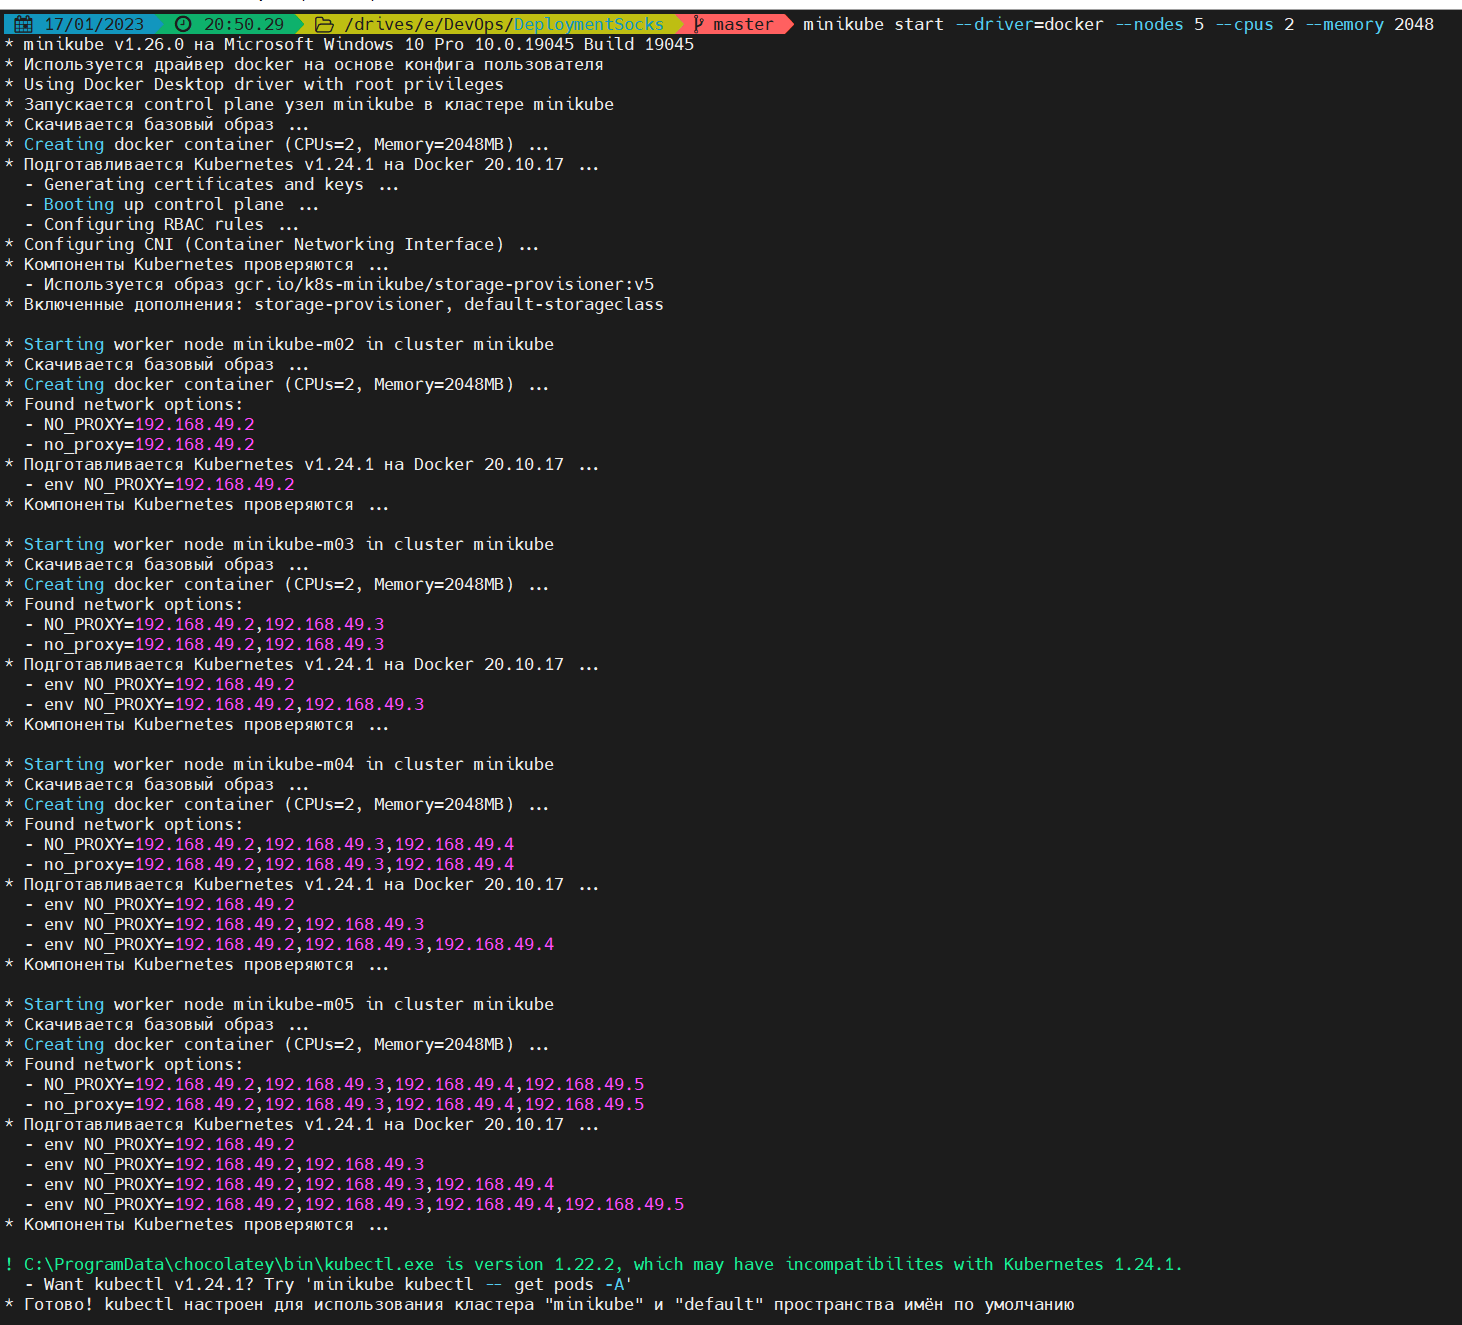 17/01/2023 20:50.29 /drives/e/DevOps/DeploymentSocks master minikube start --driver=docker --nodes 5 --cpus 2 --memory 2048
* minikube v1.26.0 на Microsoft Windows 10 Pro 10.0.19045 Build 19045
* Используется драйвер docker на основе конфига пользователя
* Using Docker Desktop driver with root privileges
* Запускается control plane узел minikube в кластере minikube
* Скачивается базовый образ ...
* Creating docker container (CPUs=2, Memory=2048MB) ...
* Подготавливается Kubernetes v1.24.1 на Docker 20.10.17 ...
  - Generating certificates and keys ...
  - Booting up control plane ...
  - Configuring RBAC rules ...
* Configuring CNI (Container Networking Interface) ...
* Компоненты Kubernetes проверяются ...
  - Используется образ gcr.io/k8s-minikube/storage-provisioner:v5
* Включенные дополнения: storage-provisioner, default-storageclass

* Starting worker node minikube-m02 in cluster minikube
* Скачивается базовый образ ...
* Creating docker container (CPUs=2, Memory=2048MB) ...
* Found network options:
  - NO_PROXY=192.168.49.2
  - no_proxy=192.168.49.2
* Подготавливается Kubernetes v1.24.1 на Docker 20.10.17 ...
  - env NO_PROXY=192.168.49.2
* Компоненты Kubernetes проверяются ...

* Starting worker node minikube-m03 in cluster minikube
* Скачивается базовый образ ...
* Creating docker container (CPUs=2, Memory=2048MB) ...
* Found network options:
  - NO_PROXY=192.168.49.2,192.168.49.3
  - no_proxy=192.168.49.2,192.168.49.3
* Подготавливается Kubernetes v1.24.1 на Docker 20.10.17 ...
  - env NO_PROXY=192.168.49.2
  - env NO_PROXY=192.168.49.2,192.168.49.3
* Компоненты Kubernetes проверяются ...

* Starting worker node minikube-m04 in cluster minikube
* Скачивается базовый образ ...
* Creating docker container (CPUs=2, Memory=2048MB) ...
* Found network options:
  - NO_PROXY=192.168.49.2,192.168.49.3,192.168.49.4
  - no_proxy=192.168.49.2,192.168.49.3,192.168.49.4
* Подготавливается Kubernetes v1.24.1 на Docker 20.10.17 ...
  - env NO_PROXY=192.168.49.2
  - env NO_PROXY=192.168.49.2,192.168.49.3
  - env NO_PROXY=192.168.49.2,192.168.49.3,192.168.49.4
* Компоненты Kubernetes проверяются ...

* Starting worker node minikube-m05 in cluster minikube
* Скачивается базовый образ ...
* Creating docker container (CPUs=2, Memory=2048MB) ...
* Found network options:
  - NO_PROXY=192.168.49.2,192.168.49.3,192.168.49.4,192.168.49.5
  - no_proxy=192.168.49.2,192.168.49.3,192.168.49.4,192.168.49.5
* Подготавливается Kubernetes v1.24.1 на Docker 20.10.17 ...
  - env NO_PROXY=192.168.49.2
  - env NO_PROXY=192.168.49.2,192.168.49.3
  - env NO_PROXY=192.168.49.2,192.168.49.3,192.168.49.4
  - env NO_PROXY=192.168.49.2,192.168.49.3,192.168.49.4,192.168.49.5
* Компоненты Kubernetes проверяются ...

! C:\ProgramData\chocolatey\bin\kubectl.exe is version 1.22.2, which may have incompatibilites with Kubernetes 1.24.1.
  - Want kubectl v1.24.1? Try 'minikube kubectl -- get pods -A'
* Готово! kubectl настроен для использования кластера "minikube" и "default" пространства имён по умолчанию